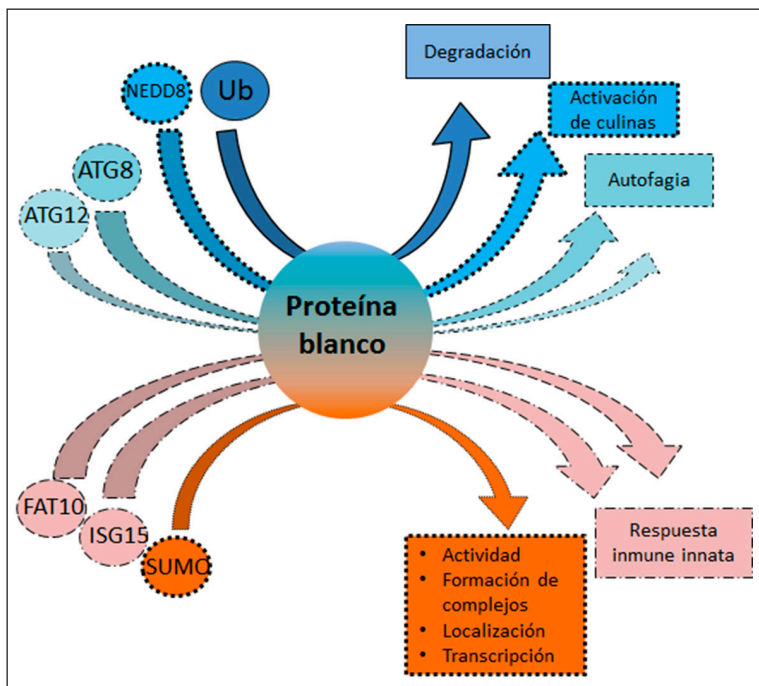 NEDD8
Ub
ATG8
ATG12
Degradación
Activación
de culinas
Autofagia
Proteína
blanco
FAT10
ISG15
SUMO
• Actividad
• Formación de
complejos
• Localización
• Transcripción
Respuesta
inmune innata